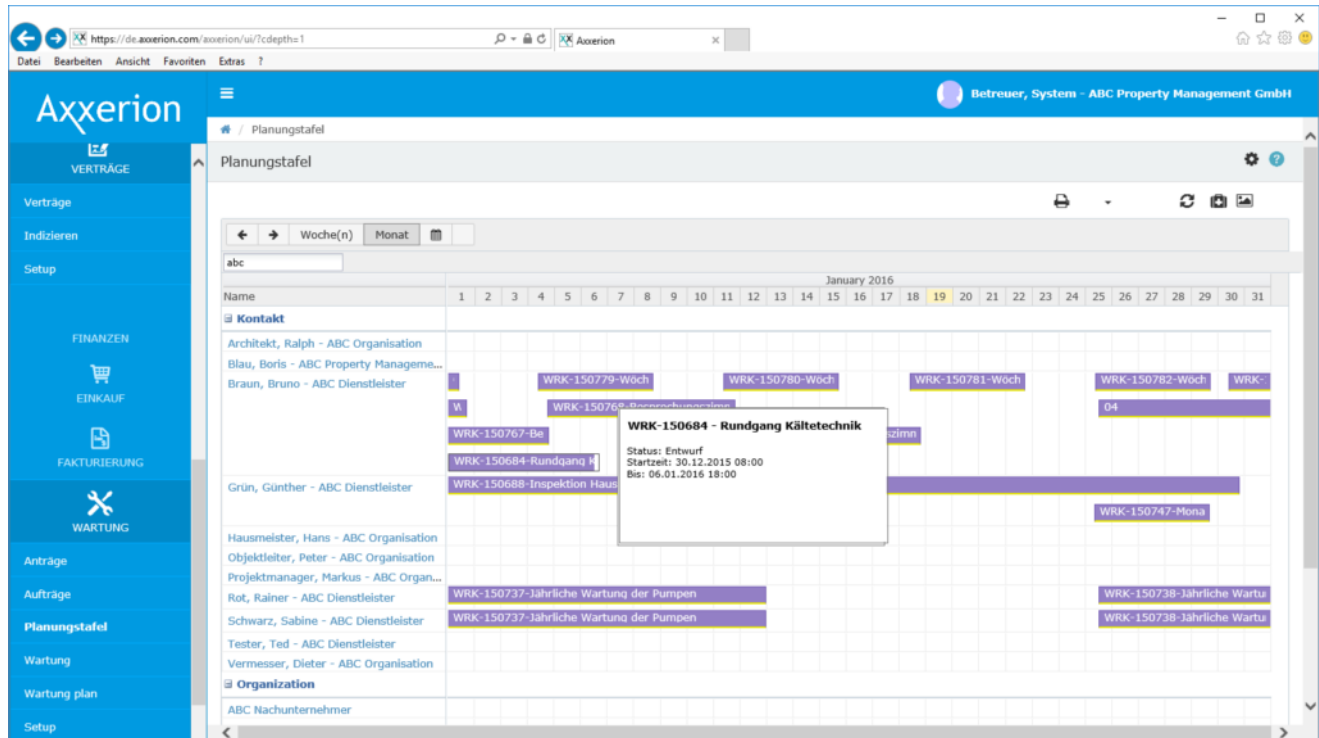 https://de.axxerion.com/axxerion/ui/?cdepth=1
Axxerion
Datei Bearbeiten Ansicht Favoriten Extras ?
Axxerion
Betreuer, System - ABC Property Management GmbH
/ Planungstafel
Planungstafel
VERTRÄGE
Verträge
Indizieren
Setup
FINANZEN
EINKAUF
FAKTURIERUNG
WARTUNG
Anträge
Aufträge
Planungstafel
Wartung
Wartung plan
Setup
Woche(n) Monat
abc
January 2016
Name 1 2 3 4 5 6 7 8 9 10 11 12 13 14 15 16 17 18 19 20 21 22 23 24 25 26 27 28 29 30 31
Kontakt
Architekt, Ralph - ABC Organisation
Blau, Boris - ABC Property Manageme...
Braun, Bruno - ABC Dienstleister
WRK-150779-Wöch WRK-150780-Wöch WRK-150781-Wöch WRK-150782-Wöch WRK-
W WRK-150768-Besprechungszimn 04
WRK-150767-Be szimn
WRK-150684-Rundgang K
WRK-150684 - Rundgang Kältetechnik
Status: Entwurf
Startzeit: 30.12.2015 08:00
Bis: 06.01.2016 18:00
Grün, Günther - ABC Dienstleister
WRK-150688-Inspektion Haus
WRK-150747-Mona
Hausmeister, Hans - ABC Organisation
Objektleiter, Peter - ABC Organisation
Projektmanager, Markus - ABC Organ...
Rot, Rainer - ABC Dienstleister
WRK-150737-Jährliche Wartung der Pumpen WRK-150738-Jährliche Wartu
Schwarz, Sabine - ABC Dienstleister
WRK-150737-Jährliche Wartung der Pumpen WRK-150738-Jährliche Wartu
Tester, Ted - ABC Dienstleister
Vermesser, Dieter - ABC Organisation
Organization
ABC Nachunternehmer